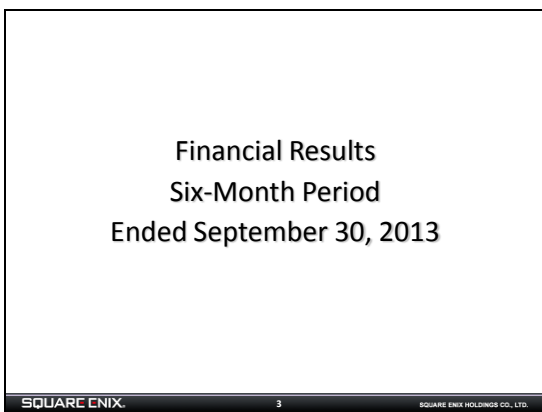 Financial Results
Six-Month Period
Ended September 30, 2013
SQUARE ENIX.
3
SQUARE ENIX HOLDINGS CO., LTD.